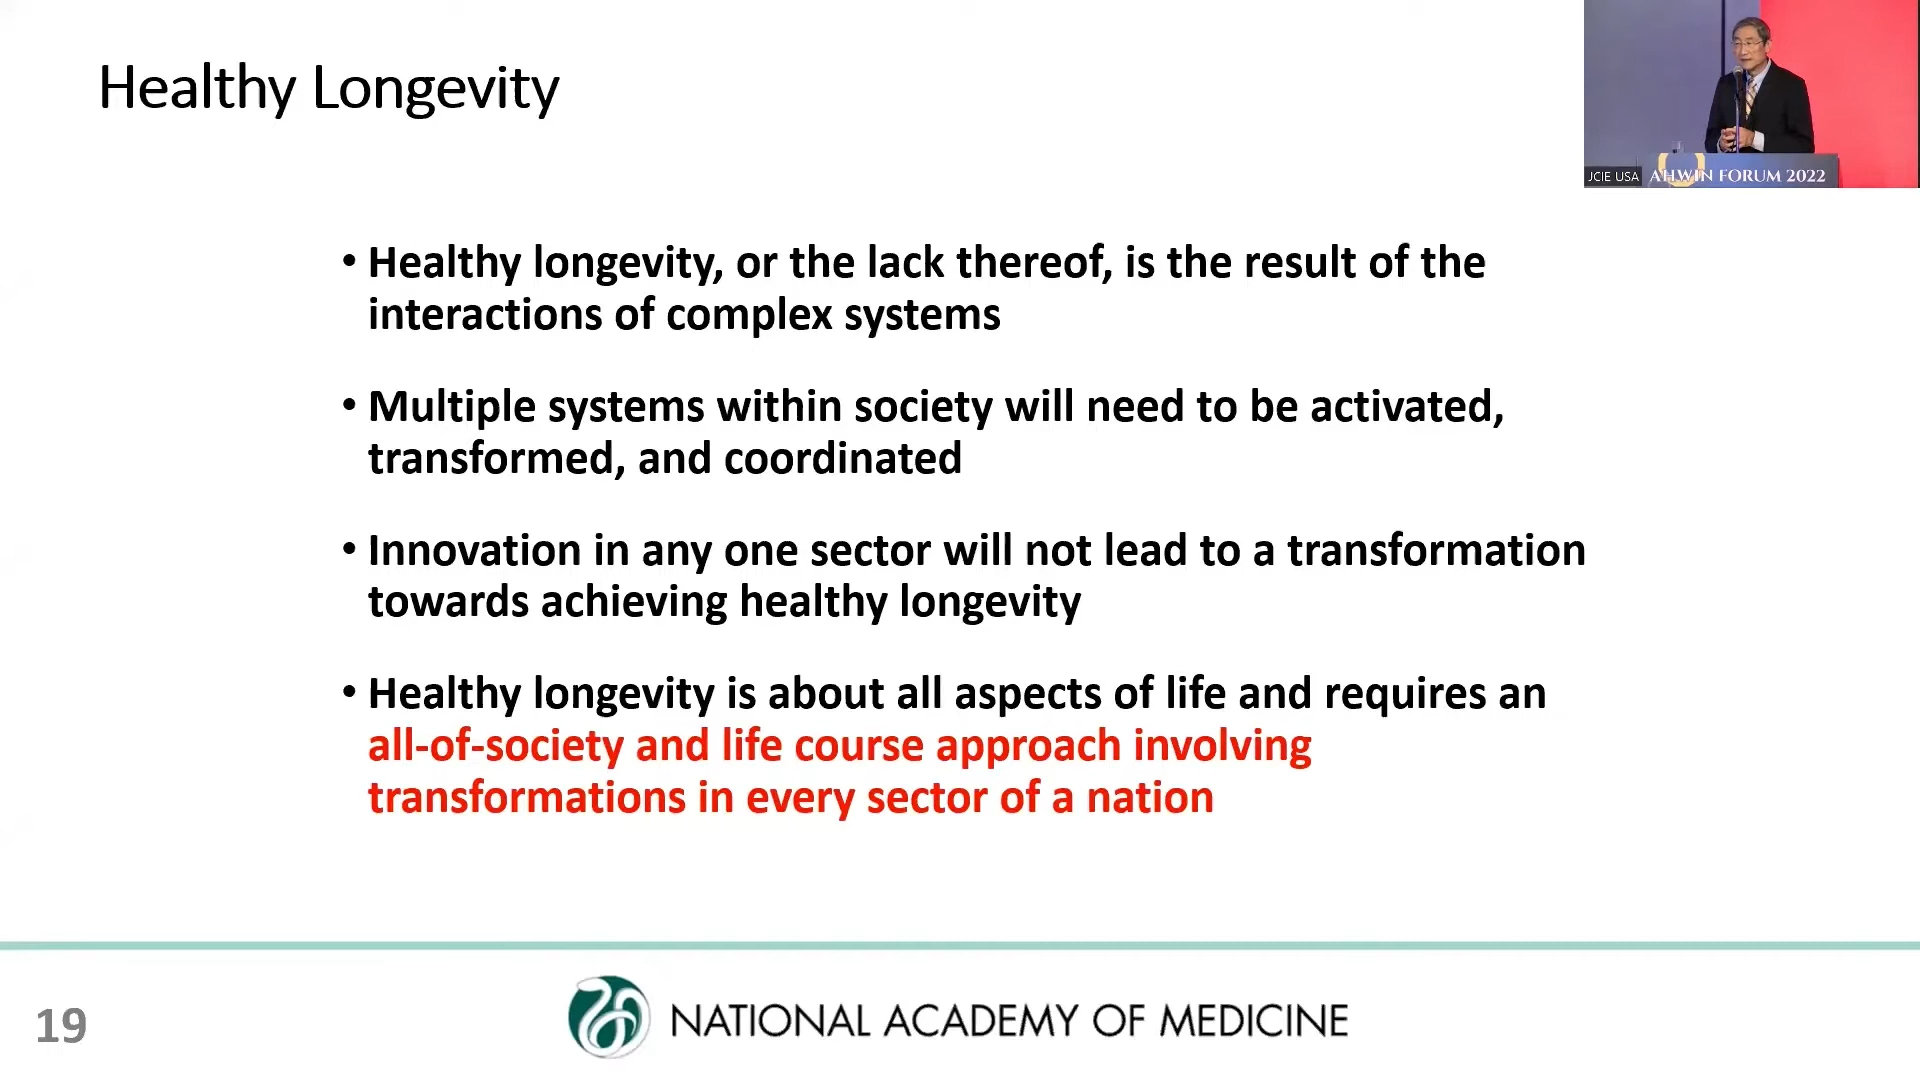 Healthy Longevity
JCIE USA
AHWIN FORUM 2022
• Healthy longevity, or the lack thereof, is the result of the
interactions of complex systems
• Multiple systems within society will need to be activated,
transformed, and coordinated
• Innovation in any one sector will not lead to a transformation
towards achieving healthy longevity
• Healthy longevity is about all aspects of life and requires an
all-of-society and life course approach involving
transformations in every sector of a nation
19
NATIONAL ACADEMY OF MEDICINE